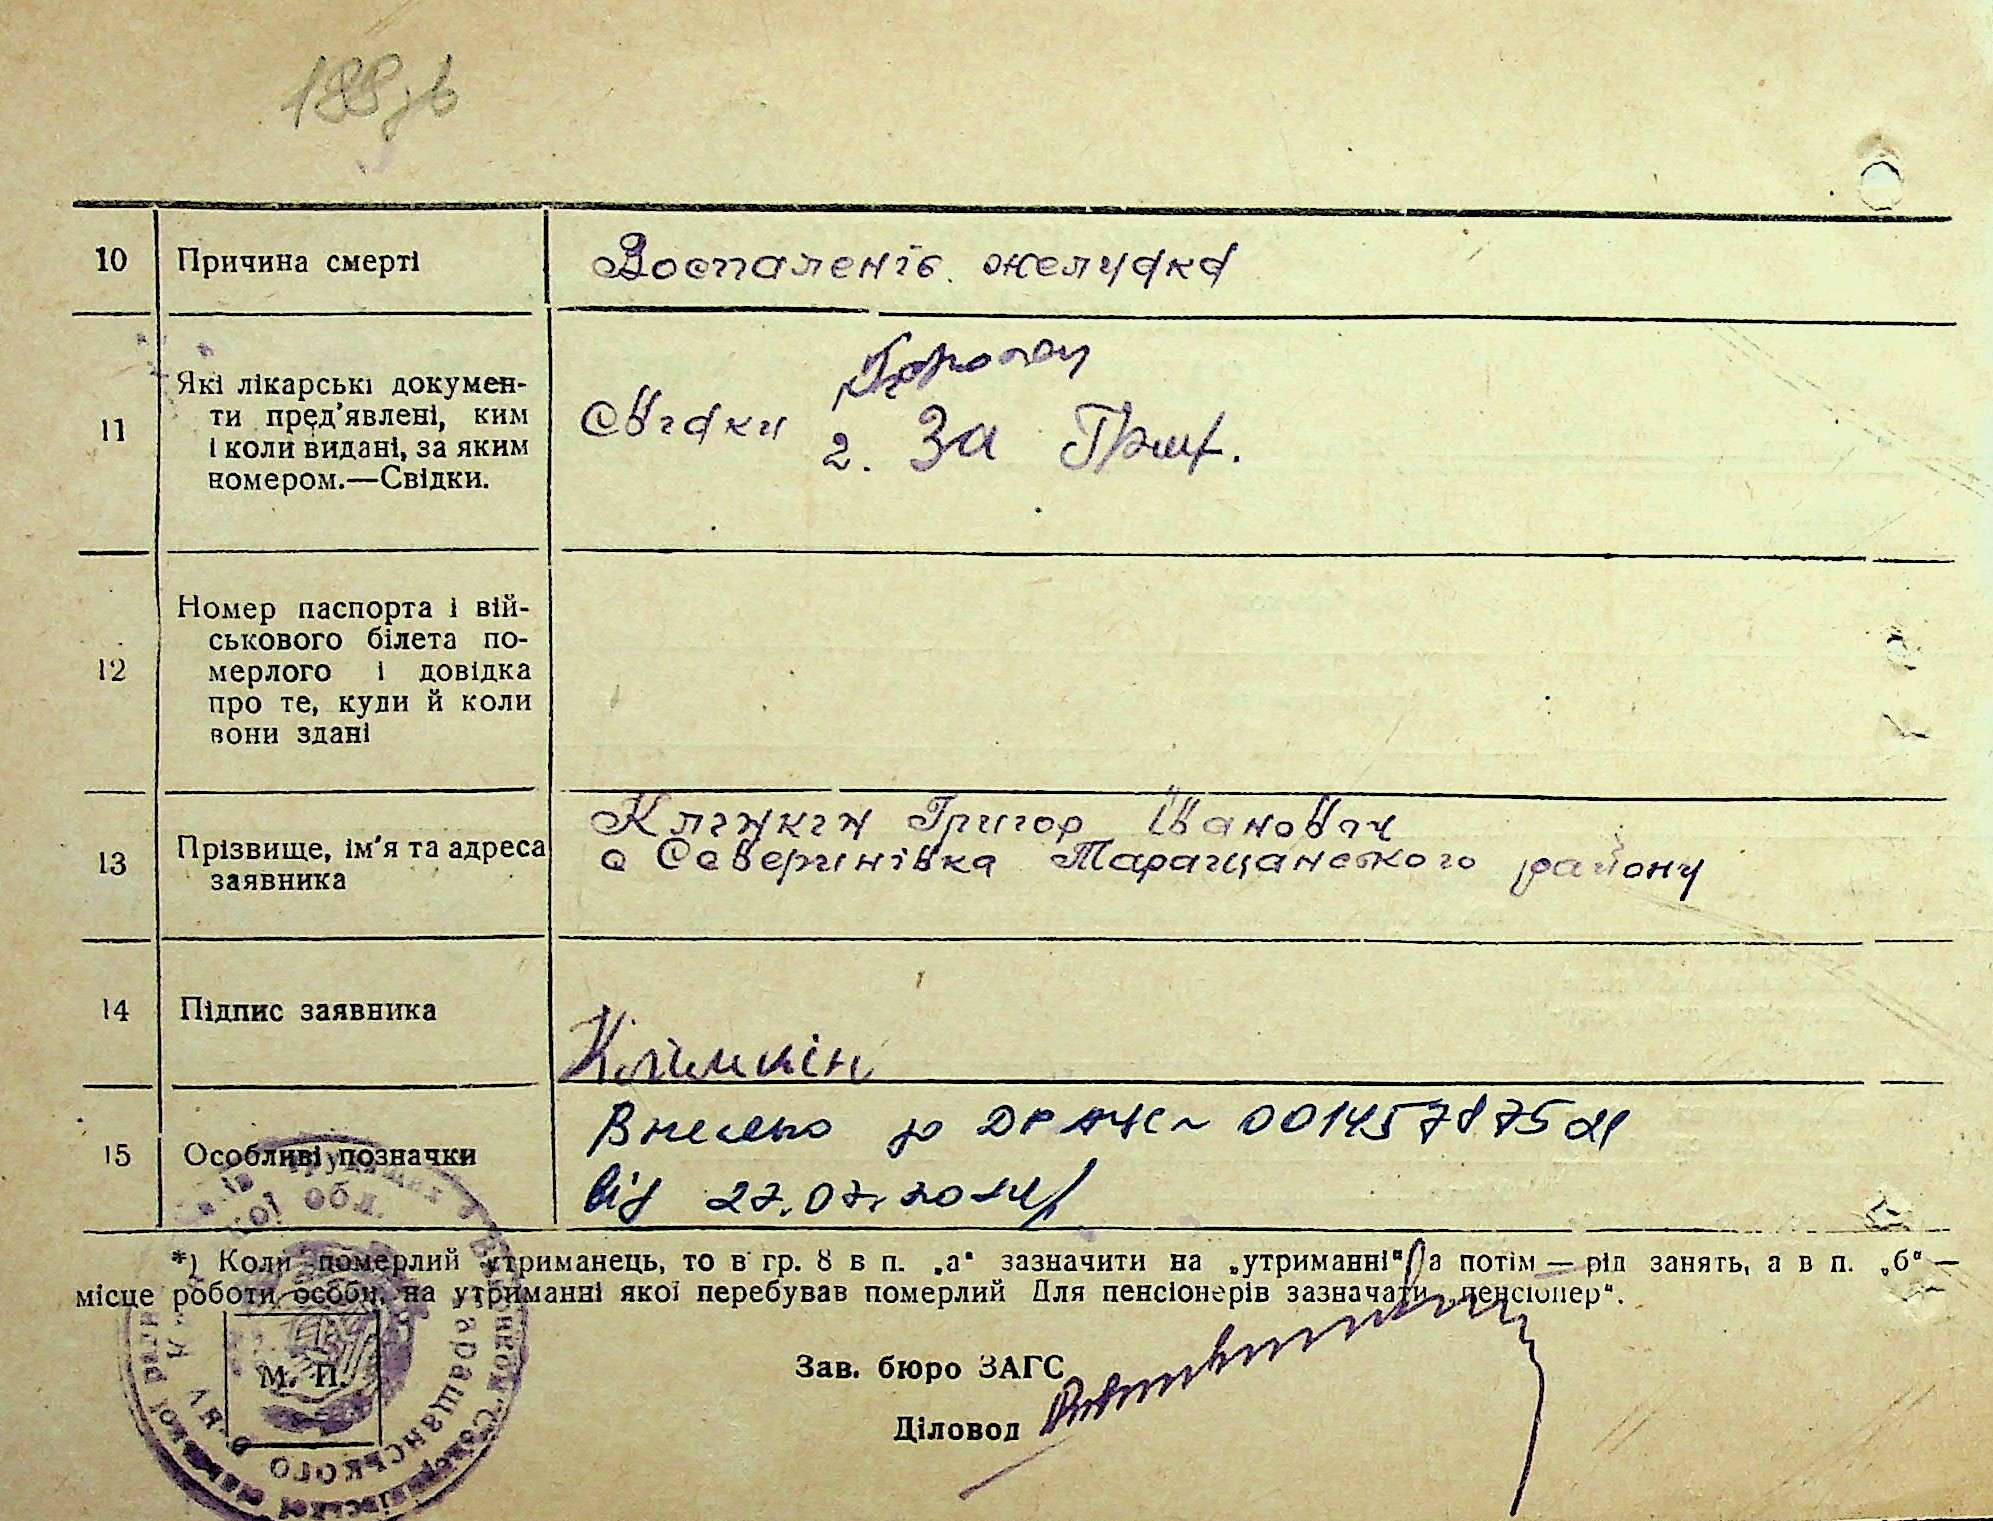 188 зв
10 Причина смерті Воспаленіє желудка
11 Які лікарські докумен-
ти пред'явлені, ким
і коли видані, за яким
номером.—Свідки.
Свідки
2. За
12 Номер паспорта і вій-
ськового білета по-
мерлого і довідка
про те, куди й коли
вони здані
13 Прізвище, ім'я та адреса
заявника
Климкин Григор Іванович
с Северинівка Таращанського району
14 Підпис заявника
Клімкін
15 Особливі позначки
Внесено до ДРАЦС
від
*) Коли померлий утриманець, то в гр. 8 в п. „а" зазначити на „утриманні" а потім — рід занять, а в п. „б" —
місце роботи особи, на утриманні якої перебував померлий Для пенсіонерів зазначати „пенсіонер".
М. П.
Зав. бюро ЗАГС
Діловод
Таращанського